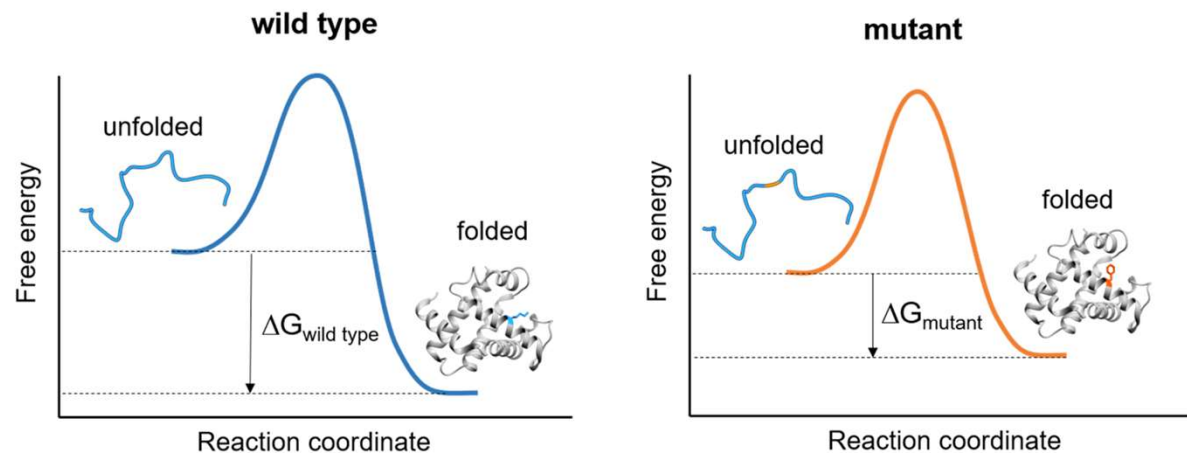 wild type
unfolded
folded
ΔGwild type
Free energy
Reaction coordinate
mutant
unfolded
folded
ΔGmutant
Free energy
Reaction coordinate